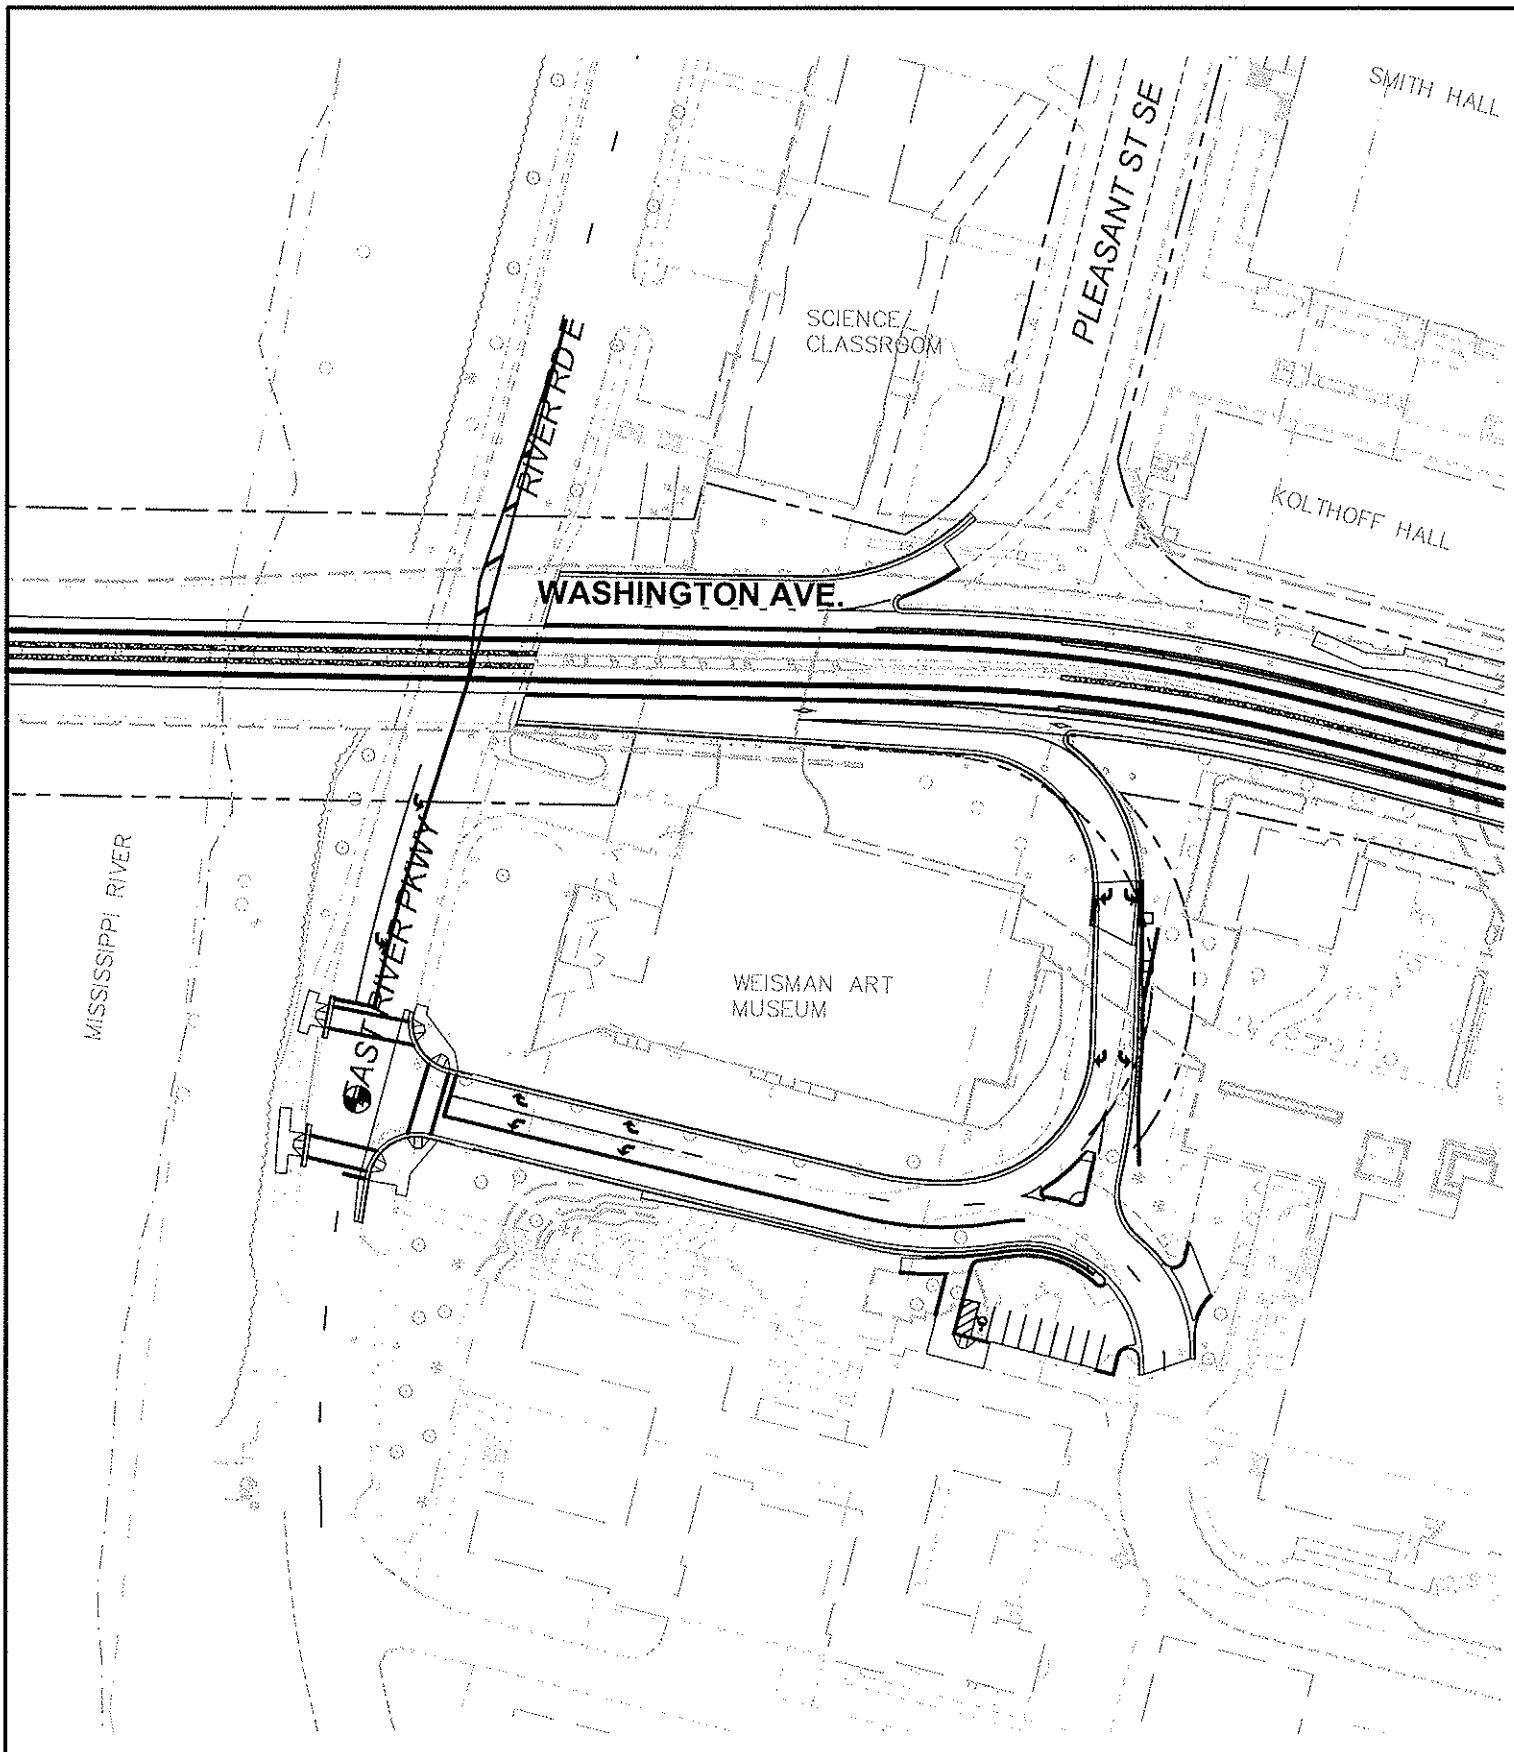 SMITH HALL
PLEASANT ST SE
SCIENCE/
CLASSROOM
RIVER RD E
KOLTHOFF HALL
WASHINGTON AVE.
MISSISSIPPI RIVER
EAST RIVER PKWY
WEISMAN ART
MUSEUM